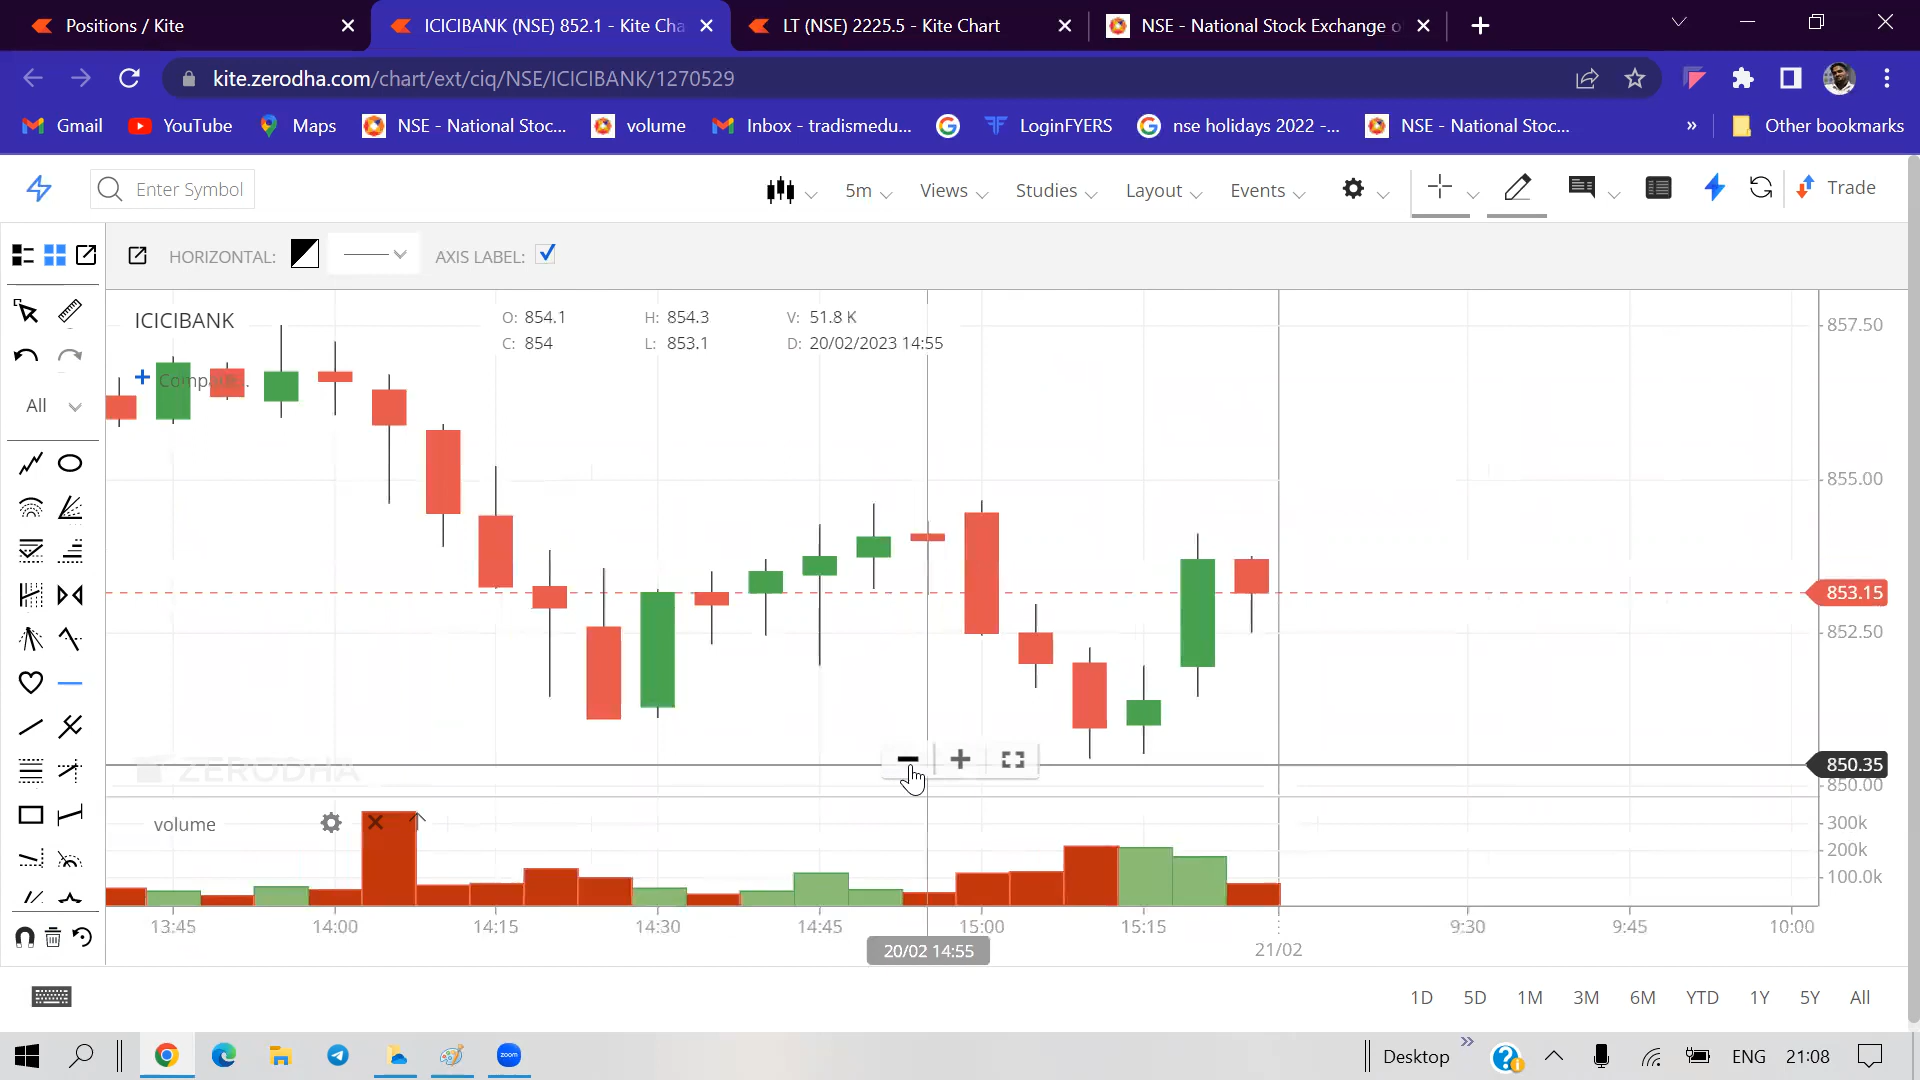 Positions / Kite
ICICIBANK (NSE) 852.1 - Kite Cha
LT (NSE) 2225.5 - Kite Chart
NSE - National Stock Exchange o
kite.zerodha.com/chart/ext/ciq/NSE/ICICIBANK/1270529
Gmail
YouTube
Maps
NSE - National Stoc...
volume
Inbox - tradismedu...
LoginFYERS
nse holidays 2022 -...
NSE - National Stoc...
»
Other bookmarks
Enter Symbol
5m
Views
Studies
Layout
Events
Trade
HORIZONTAL:
AXIS LABEL:
ICICIBANK
O: 854.1
H: 854.3
V: 51.8 K
C: 854
L: 853.1
D: 20/02/2023 14:55
Compare...
All
857.50
855.00
853.15
852.50
850.35
850.00
ZERODHA
volume
300k
200k
100.0k
13:45
14:00
14:15
14:30
14:45
15:00
15:15
9:30
9:45
10:00
20/02 14:55
21/02
1D
5D
1M
3M
6M
YTD
1Y
5Y
All
zoom
Desktop
»
ENG
21:08